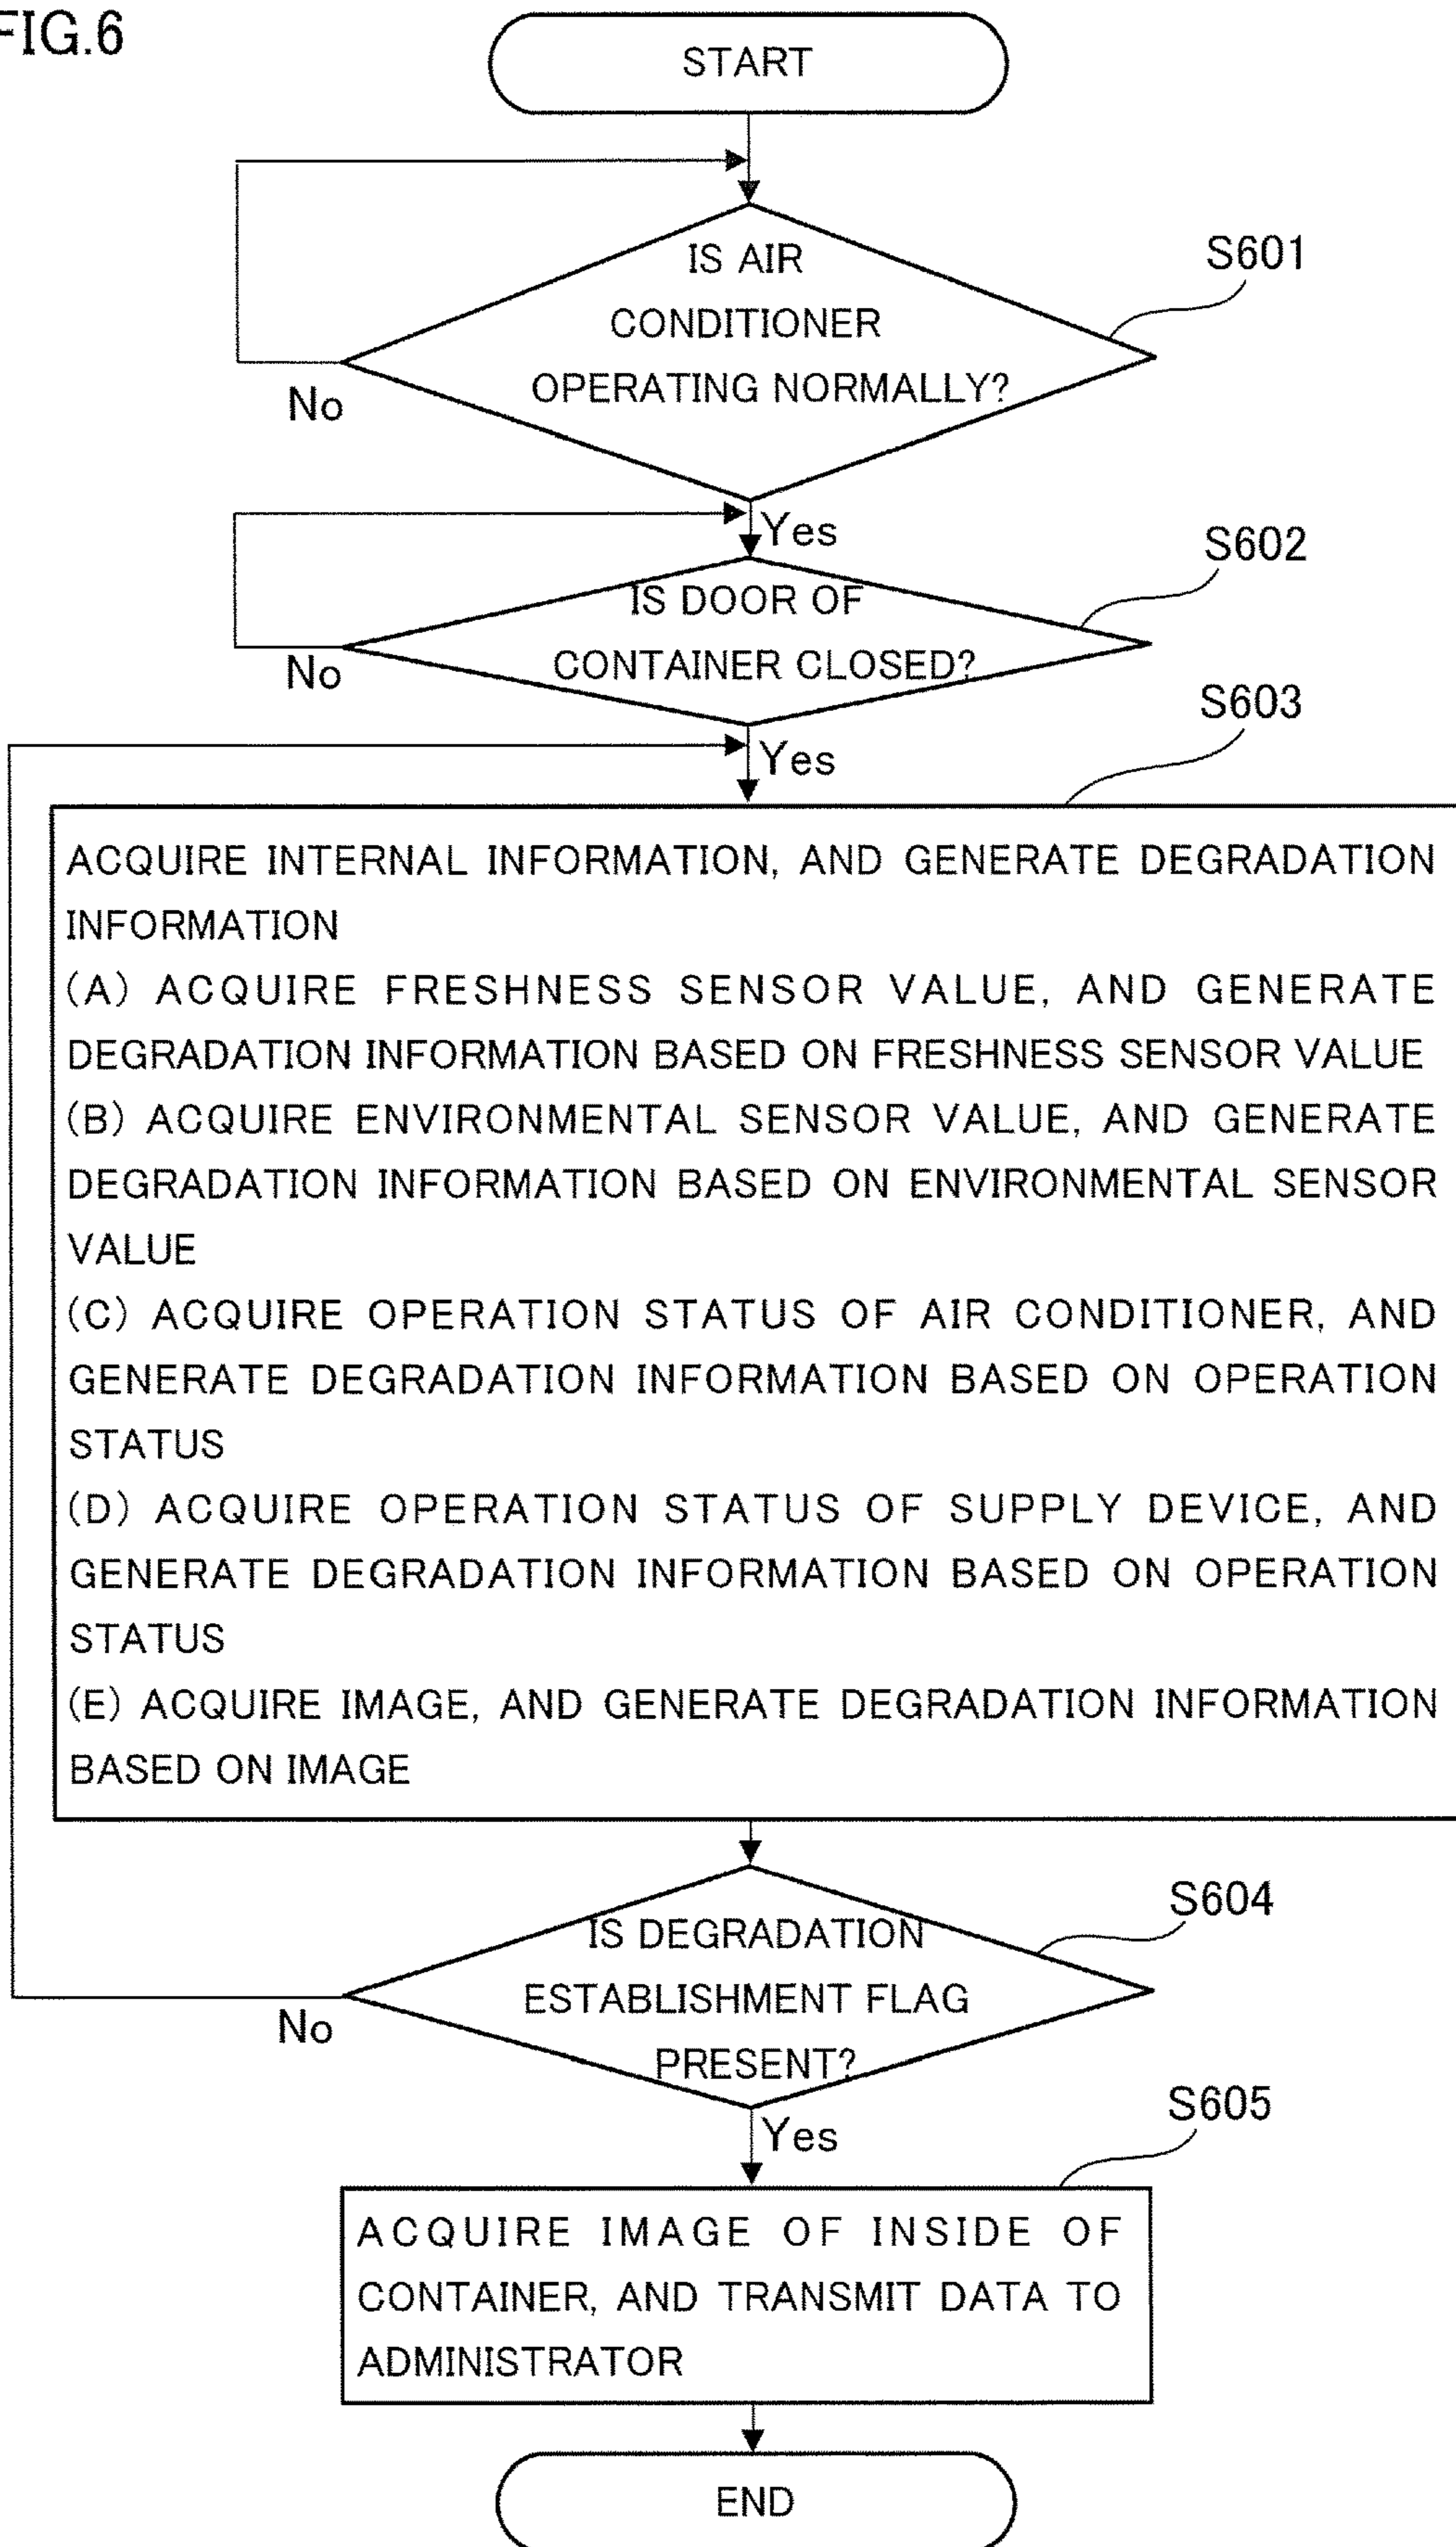 FIG.6
START
IS AIR
CONDITIONER
OPERATING NORMALLY?
S601
No
Yes
IS DOOR OF
CONTAINER CLOSED?
S602
No
Yes
S603
ACQUIRE INTERNAL INFORMATION, AND GENERATE DEGRADATION
INFORMATION
(A) ACQUIRE FRESHNESS SENSOR VALUE, AND GENERATE
DEGRADATION INFORMATION BASED ON FRESHNESS SENSOR VALUE
(B) ACQUIRE ENVIRONMENTAL SENSOR VALUE, AND GENERATE
DEGRADATION INFORMATION BASED ON ENVIRONMENTAL SENSOR
VALUE
(C) ACQUIRE OPERATION STATUS OF AIR CONDITIONER, AND
GENERATE DEGRADATION INFORMATION BASED ON OPERATION
STATUS
(D) ACQUIRE OPERATION STATUS OF SUPPLY DEVICE, AND
GENERATE DEGRADATION INFORMATION BASED ON OPERATION
STATUS
(E) ACQUIRE IMAGE, AND GENERATE DEGRADATION INFORMATION
BASED ON IMAGE
IS DEGRADATION
ESTABLISHMENT FLAG
PRESENT?
S604
No
Yes
S605
ACQUIRE IMAGE OF INSIDE OF
CONTAINER, AND TRANSMIT DATA TO
ADMINISTRATOR
END